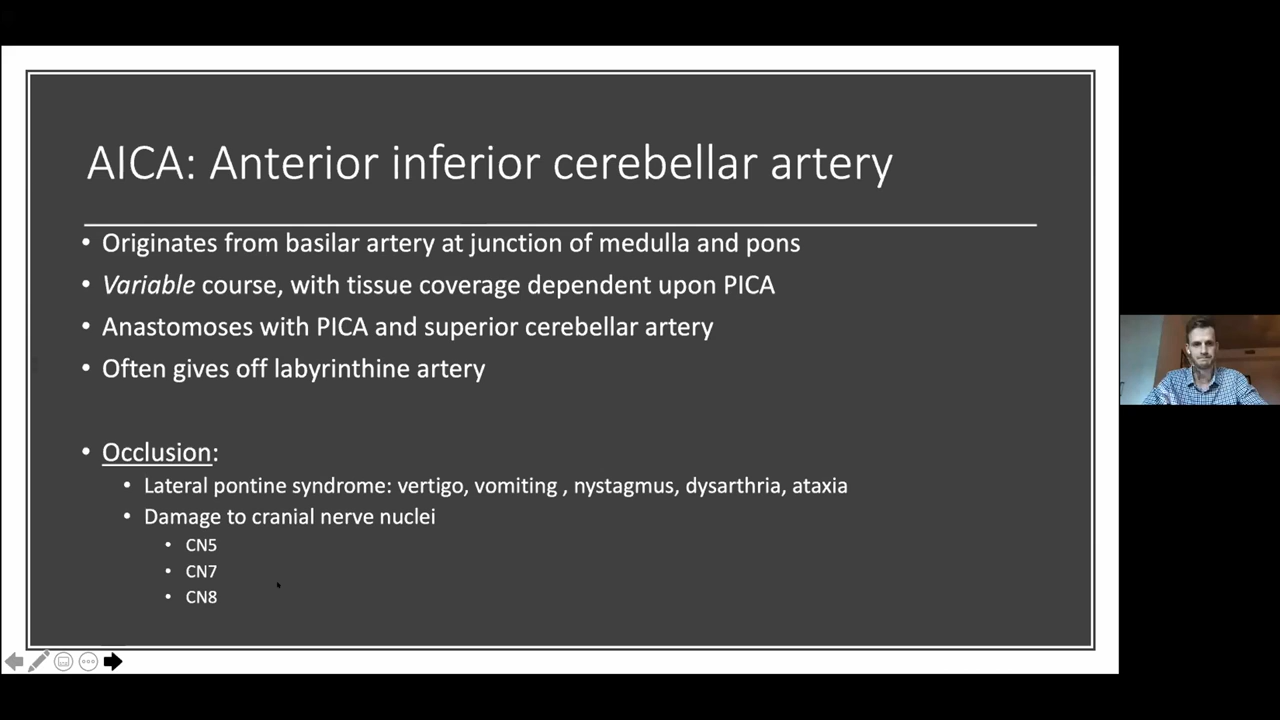 AICA: Anterior inferior cerebellar artery
• Originates from basilar artery at junction of medulla and pons
• Variable course, with tissue coverage dependent upon PICA
• Anastomoses with PICA and superior cerebellar artery
• Often gives off labyrinthine artery
• Occlusion:
• Lateral pontine syndrome: vertigo, vomiting , nystagmus, dysarthria, ataxia
• Damage to cranial nerve nuclei
• CN5
• CN7
• CN8